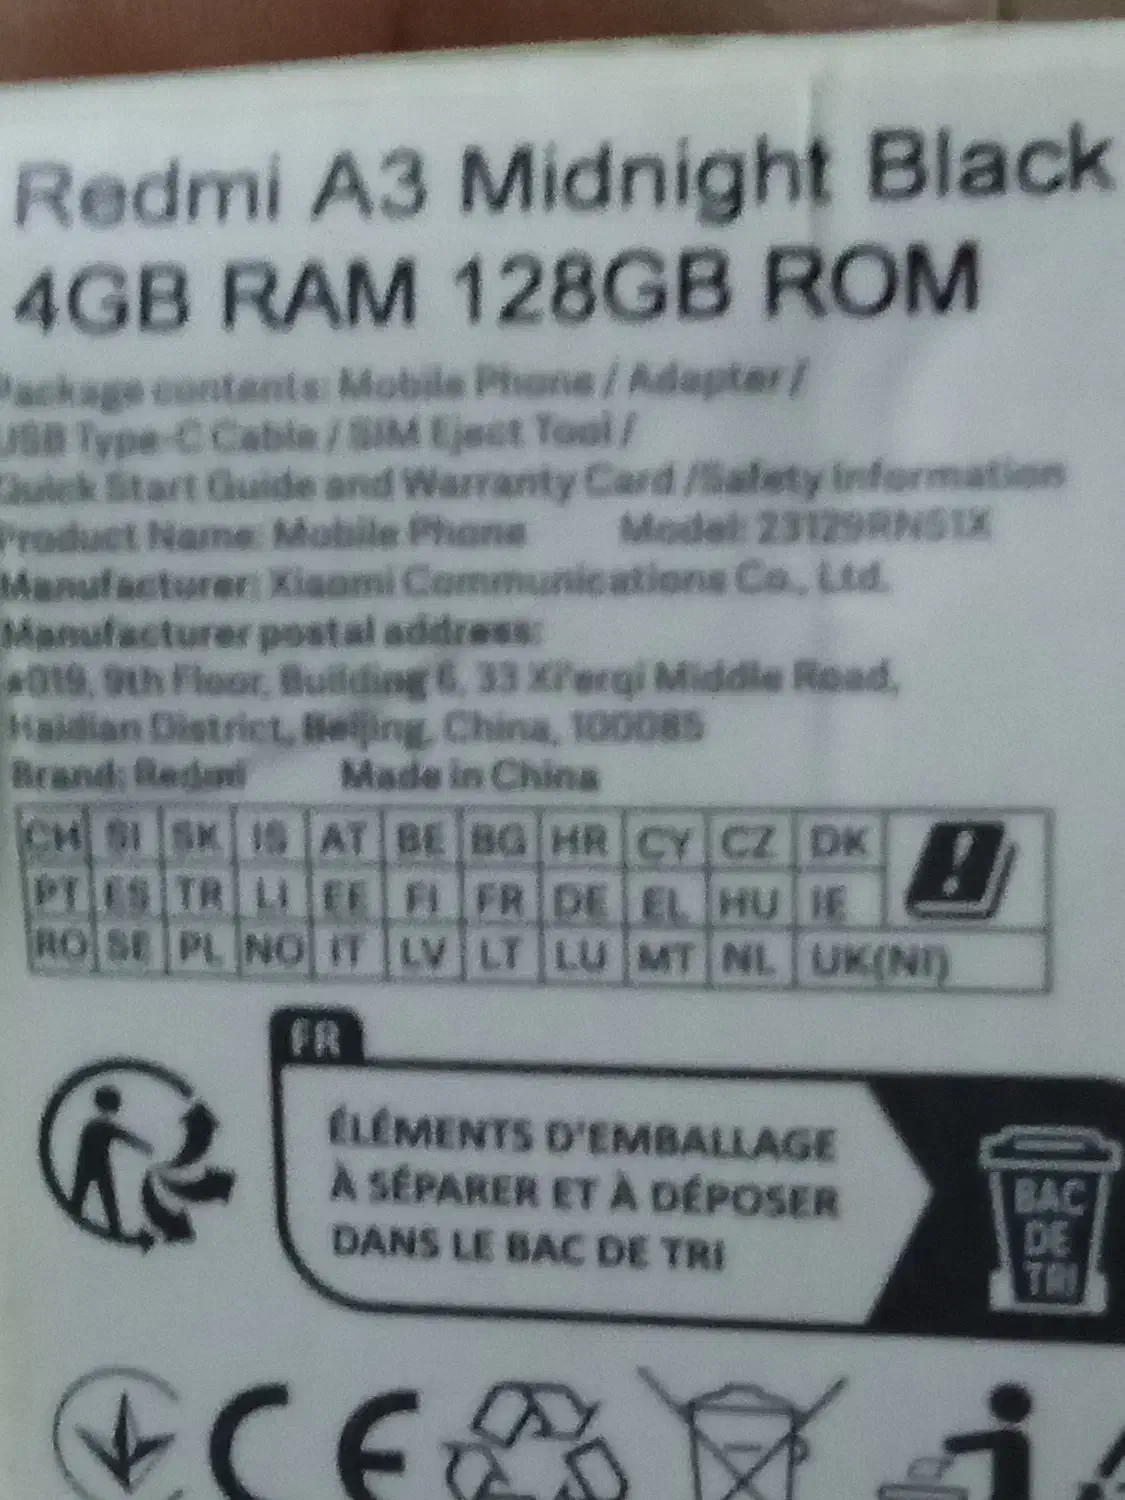 Redmi A3 Midnight Black
4GB RAM 128GB ROM
Package contents: Mobile Phone / Adapter /
USB Type-C Cable / SIM Eject Tool /
Quick Start Guide and Warranty Card /Safety Information
Product Name: Mobile Phone Model: 23129RN51X
Manufacturer: Xiaomi Communications Co., Ltd.
Manufacturer postal address:
#019, 9th Floor, Building 6, 33 Xi'erqi Middle Road,
Haidian District, Beijing, China, 100085
Brand: Redmi Made in China
CH SI SK IS AT BE BG HR CY CZ DK
PT ES TR LI EE FI FR DE EL HU IE
RO SE PL NO IT LV LT LU MT NL UK(NI)
FR
ÉLÉMENTS D'EMBALLAGE
À SÉPARER ET À DÉPOSER
DANS LE BAC DE TRI
BAC
DE
TRI
CE